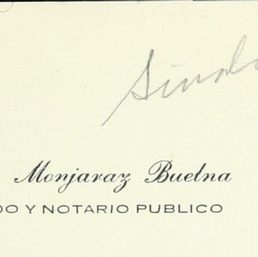 Monjaraz Buelna
DO Y NOTARIO PUBLICO